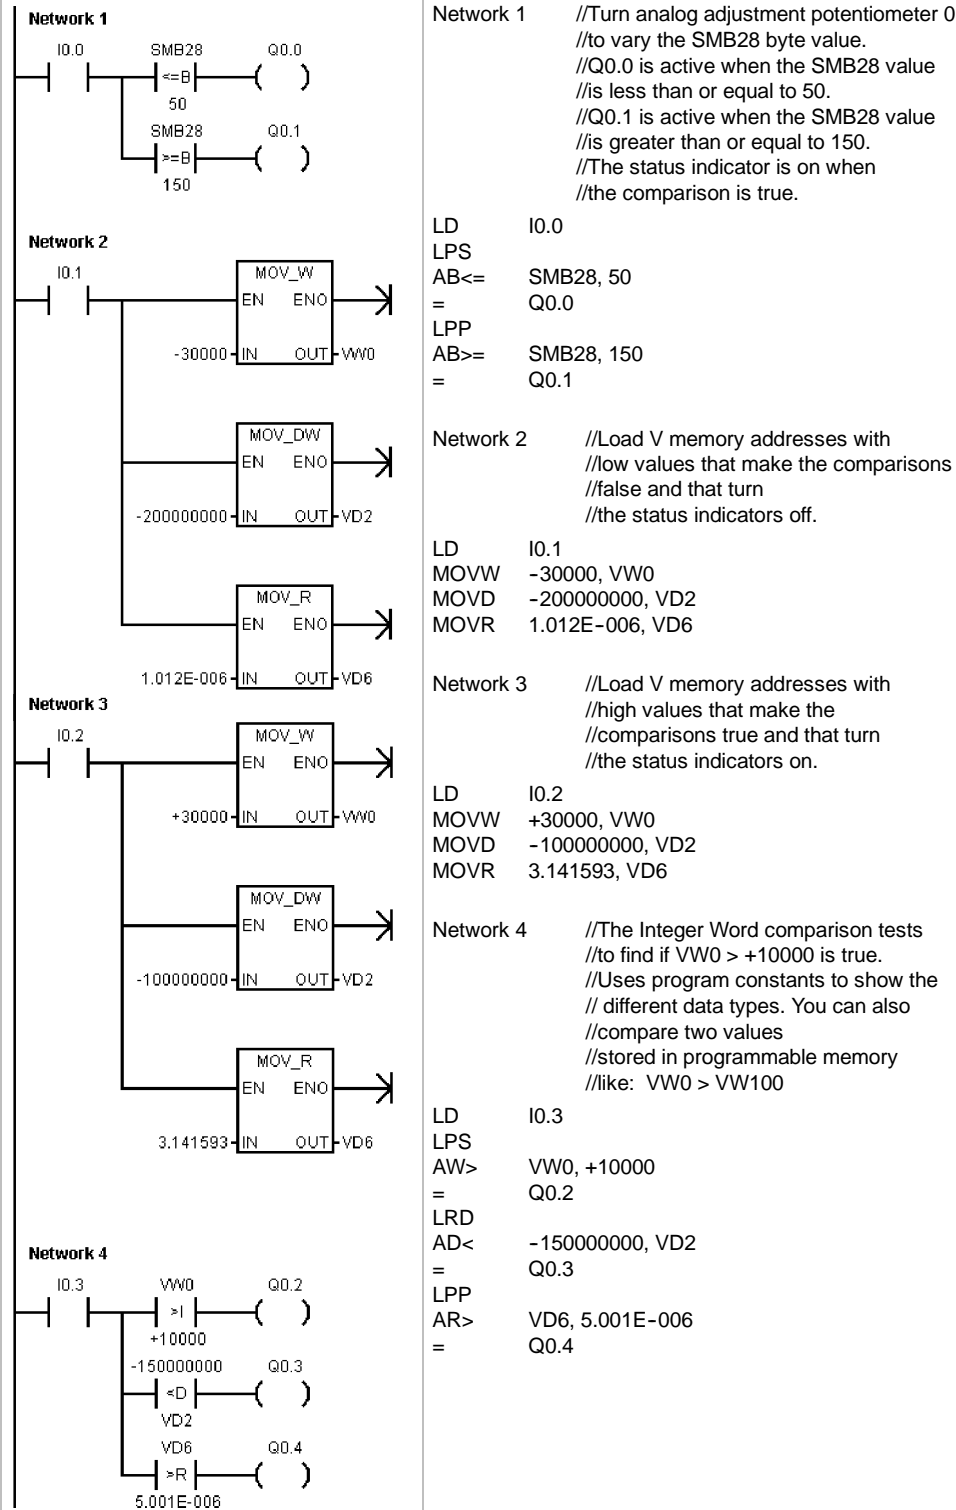 Network 1
I0.0 SMB28 Q0.0
<=B
50
SMB28 Q0.1
>=B
150
Network 2
I0.1 MOV_W
EN ENO
-30000 IN OUT VW0
MOV_DW
EN ENO
-200000000 IN OUT VD2
MOV_R
EN ENO
1.012E-006 IN OUT VD6
Network 3
I0.2 MOV_W
EN ENO
+30000 IN OUT VW0
MOV_DW
EN ENO
-100000000 IN OUT VD2
MOV_R
EN ENO
3.141593 IN OUT VD6
Network 4
I0.3 VW0 Q0.2
>I
+10000
-150000000 Q0.3
<D
VD2
VD6 Q0.4
>R
5.001E-006
Network 1 //Turn analog adjustment potentiometer 0
//to vary the SMB28 byte value.
//Q0.0 is active when the SMB28 value
//is less than or equal to 50.
//Q0.1 is active when the SMB28 value
//is greater than or equal to 150.
//The status indicator is on when
//the comparison is true.
LD I0.0
LPS
AB<= SMB28, 50
= Q0.0
LPP
AB>= SMB28, 150
= Q0.1
Network 2 //Load V memory addresses with
//low values that make the comparisons
//false and that turn
//the status indicators off.
LD I0.1
MOVW -30000, VW0
MOVD -200000000, VD2
MOVR 1.012E-006, VD6
Network 3 //Load V memory addresses with
//high values that make the
//comparisons true and that turn
//the status indicators on.
LD I0.2
MOVW +30000, VW0
MOVD -100000000, VD2
MOVR 3.141593, VD6
Network 4 //The Integer Word comparison tests
//to find if VW0 > +10000 is true.
//Uses program constants to show the
// different data types. You can also
//compare two values
//stored in programmable memory
//like: VW0 > VW100
LD I0.3
LPS
AW> VW0, +10000
= Q0.2
LRD
AD< -150000000, VD2
= Q0.3
LPP
AR> VD6, 5.001E-006
= Q0.4